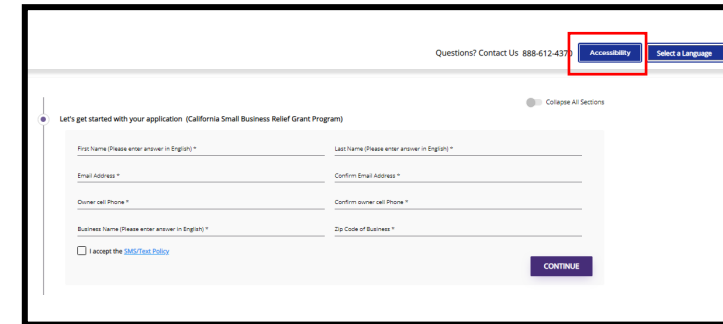 Questions? Contact Us 888-612-4370 Accessibility Select a Language
Collapse All Sections
Let's get started with your application (California Small Business Relief Grant Program)
First Name (Please enter answer in English) * Last Name (Please enter answer in English) *
Email Address * Confirm Email Address *
Owner cell Phone * Confirm owner cell Phone *
Business Name (Please enter answer in English) * Zip Code of Business *
I accept the SMS/Text Policy
CONTINUE